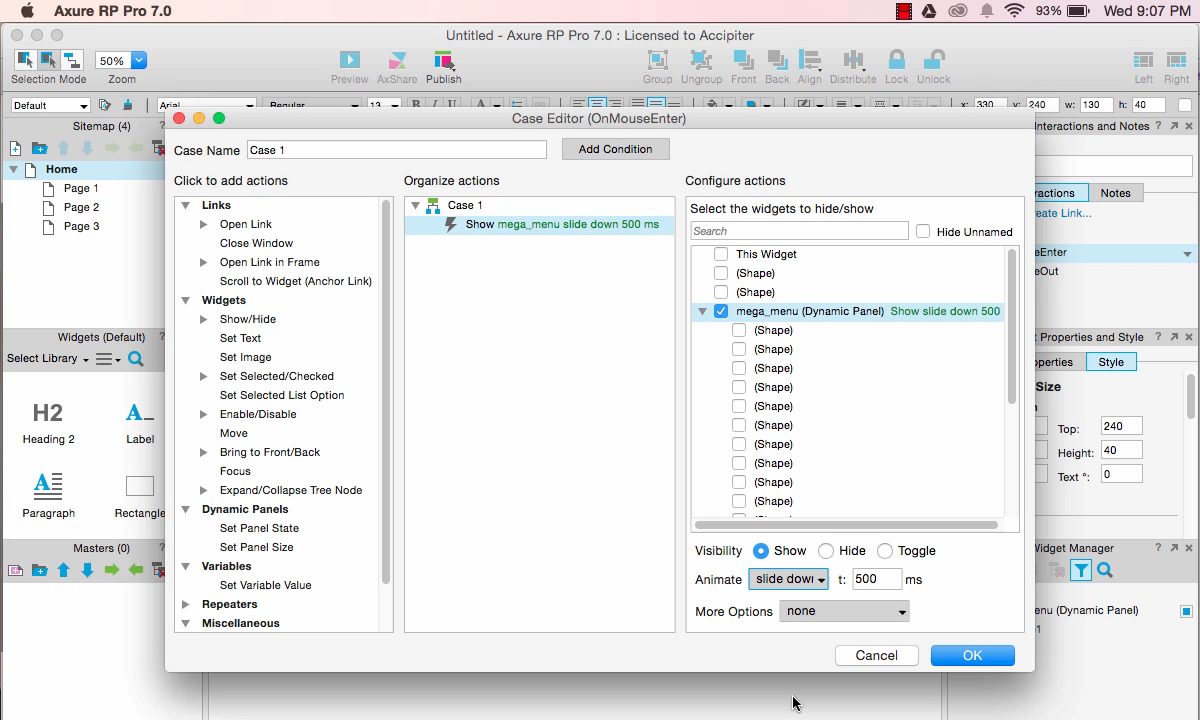 Axure RP Pro 7.0
93%
Wed 9:07 PM
Untitled - Axure RP Pro 7.0 : Licensed to Accipiter
50%
Selection Mode
Zoom
Preview
AxShare
Publish
Group
Ungroup
Front
Back
Align
Distribute
Lock
Unlock
Left
Right
Default
Arial
Regular
13
x: 330
y: 240
w: 130
h: 40
Sitemap (4)
Home
Page 1
Page 2
Page 3
Widgets (Default)
Select Library
H2
Heading 2
Label
Paragraph
Rectangle
Masters (0)
Case Editor (OnMouseEnter)
Case Name
Case 1
Add Condition
Click to add actions
Links
Open Link
Close Window
Open Link in Frame
Scroll to Widget (Anchor Link)
Widgets
Show/Hide
Set Text
Set Image
Set Selected/Checked
Set Selected List Option
Enable/Disable
Move
Bring to Front/Back
Focus
Expand/Collapse Tree Node
Dynamic Panels
Set Panel State
Set Panel Size
Variables
Set Variable Value
Repeaters
Miscellaneous
Organize actions
Case 1
Show mega_menu slide down 500 ms
Configure actions
Select the widgets to hide/show
Search
Hide Unnamed
This Widget
(Shape)
(Shape)
mega_menu (Dynamic Panel) Show slide down 500
(Shape)
(Shape)
(Shape)
(Shape)
(Shape)
(Shape)
(Shape)
(Shape)
(Shape)
(Shape)
Visibility
Show
Hide
Toggle
Animate
slide down
t:
500
ms
More Options
none
Cancel
OK
Interactions and Notes
ractions
Notes
reate Link...
eEnter
eOut
t Properties and Style
operties
Style
Size
Top:
240
Height:
40
Text °:
0
Widget Manager
enu (Dynamic Panel)
1